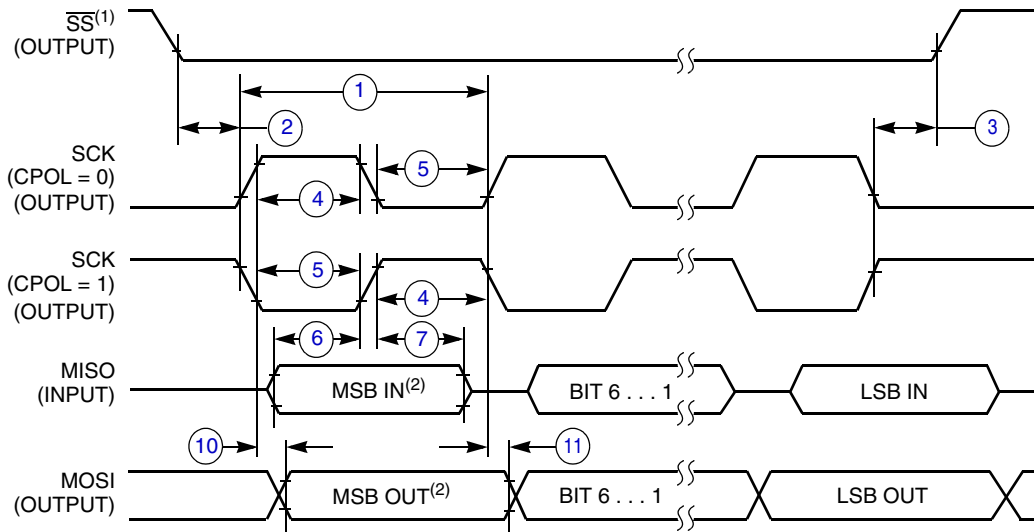 SS(1)
(OUTPUT)
1
2
3
SCK
(CPOL = 0)
(OUTPUT)
5
4
SCK
(CPOL = 1)
(OUTPUT)
5
4
6
7
MISO
(INPUT)
MSB IN(2)
BIT 6 . . . 1
LSB IN
10
11
MOSI
(OUTPUT)
MSB OUT(2)
BIT 6 . . . 1
LSB OUT